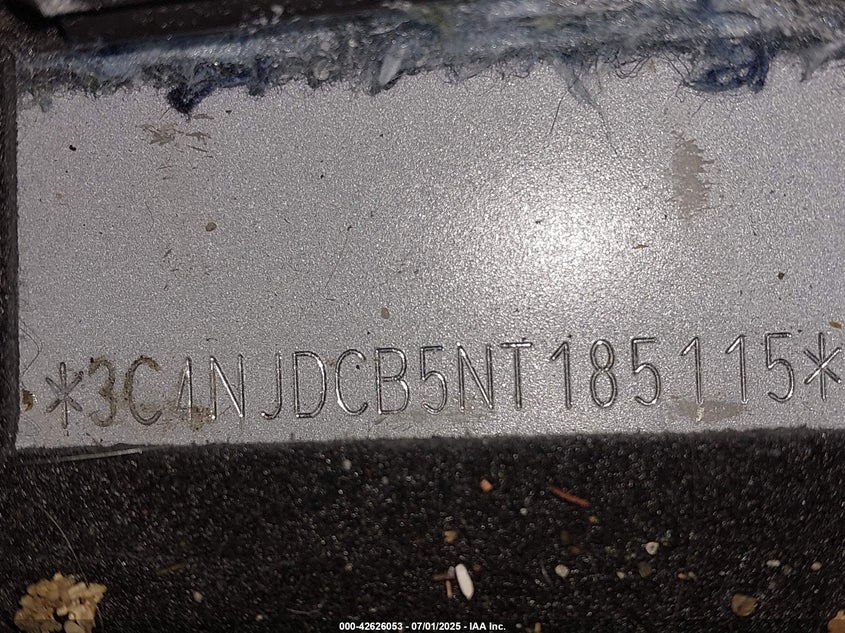 *3C4NJDCB5NT185115*
000-42626053 - 07/01/2025 - IAA Inc.